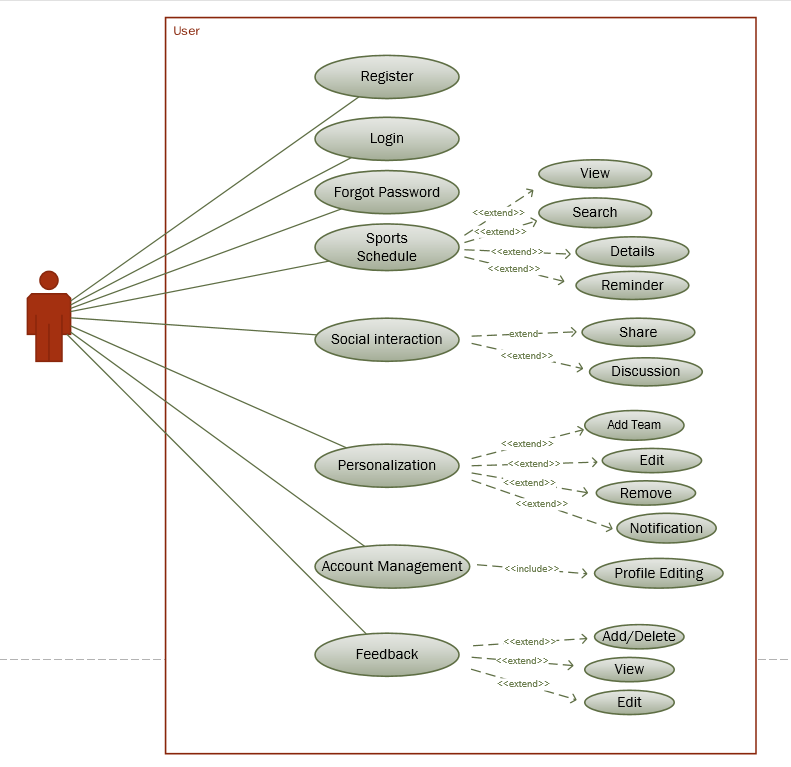 User
Register
Login
Forgot Password
Sports
Schedule
<<extend>>
View
<<extend>>
Search
<<extend>>
Details
<<extend>>
Reminder
Social interaction
extend
Share
<<extend>>
Discussion
Personalization
<<extend>>
Add Team
<<extend>>
Edit
<<extend>>
Remove
<<extend>>
Notification
Account Management
<<include>>
Profile Editing
Feedback
<<extend>>
Add/Delete
<<extend>>
View
<<extend>>
Edit